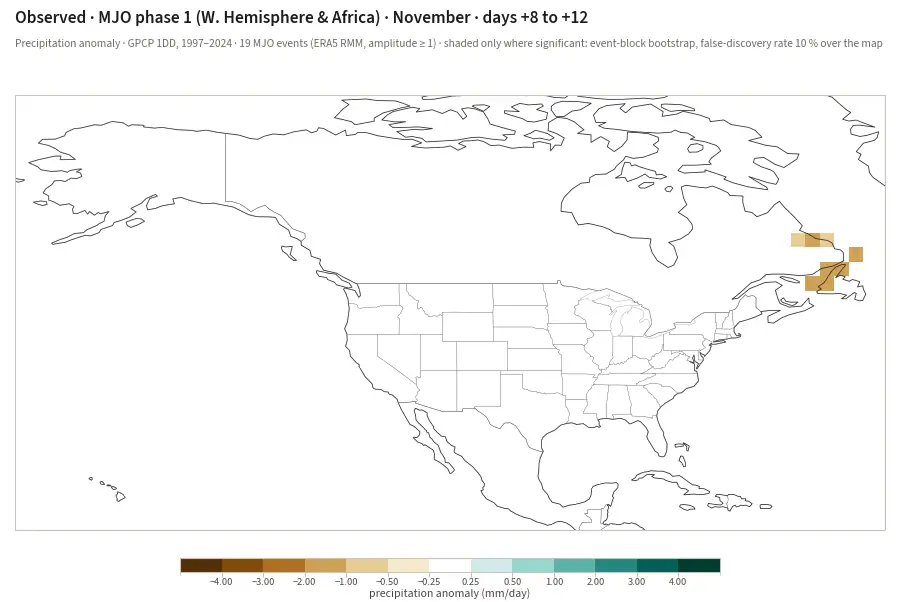 Observed · MJO phase 1 (W. Hemisphere & Africa) · November · days +8 to +12
Precipitation anomaly · GPCP 1DD, 1997–2024 · 19 MJO events (ERA5 RMM, amplitude ≥ 1) · shaded only where significant: event-block bootstrap, false-discovery rate 10 % over the map
−4.00 −3.00 −2.00 −1.00 −0.50 −0.25 0.25 0.50 1.00 2.00 3.00 4.00
precipitation anomaly (mm/day)